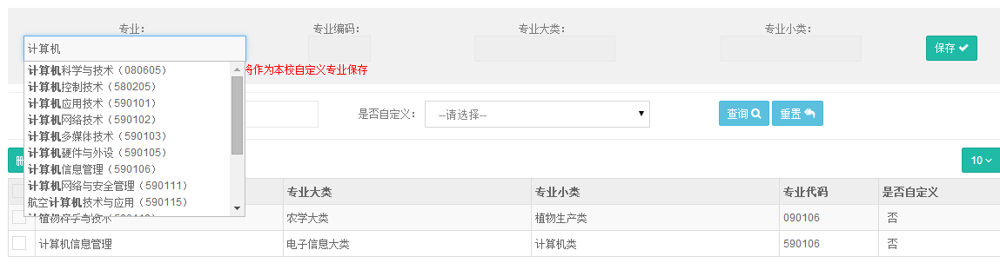 专业： 专业编码： 专业大类： 专业小类：
计算机 保存
计算机科学与技术（080605） 将作为本校自定义专业保存
计算机控制技术（580205）
计算机应用技术（590101）
计算机网络技术（590102） 是否自定义： --请选择-- 查询 重置
计算机多媒体技术（590103）
计算机硬件与外设（590105）
计算机信息管理（590106） 10
计算机网络与安全管理（590111）
航空计算机技术与应用（590115）
专业大类 专业小类 专业代码 是否自定义
植物科学与技术 农学大类 植物生产类 090106 否
计算机信息管理 电子信息大类 计算机类 590106 否